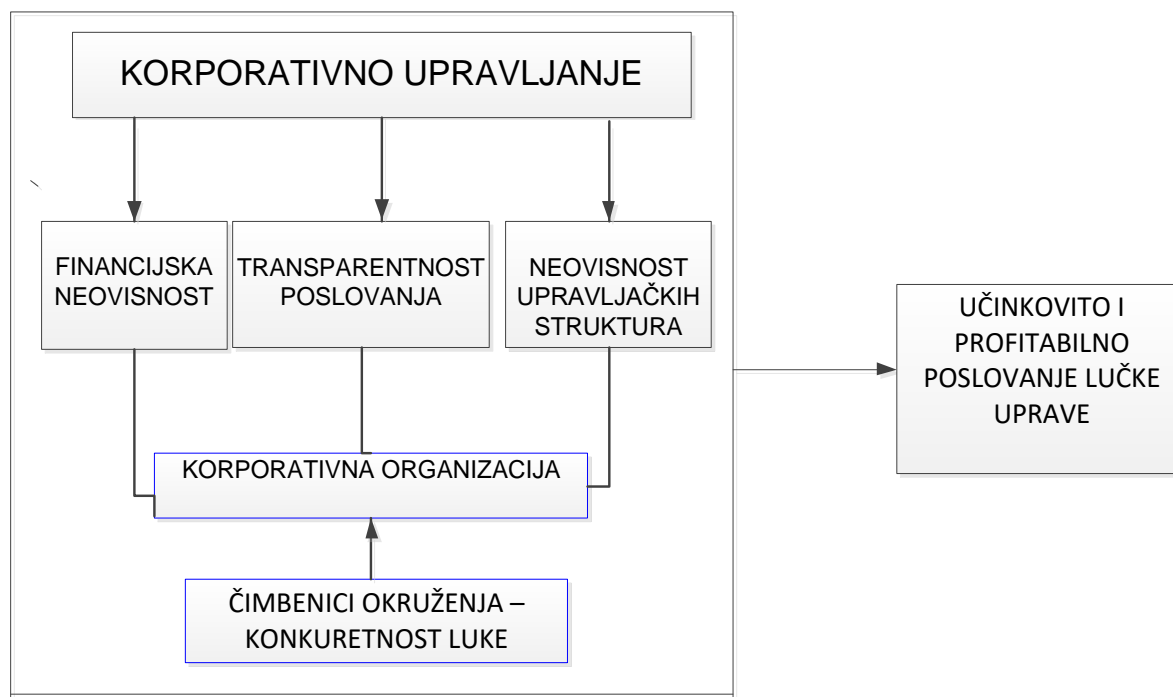 KORPORATIVNO UPRAVLJANJE
FINANCIJSKA
NEOVISNOST
TRANSPARENTNOST
POSLOVANJA
NEOVISNOST
UPRAVLJAČKIH
STRUKTURA
UČINKOVITO I
PROFITABILNO
POSLOVANJE LUČKE
UPRAVE
KORPORATIVNA ORGANIZACIJA
ČIMBENICI OKRUŽENJA –
KONKURETNOST LUKE